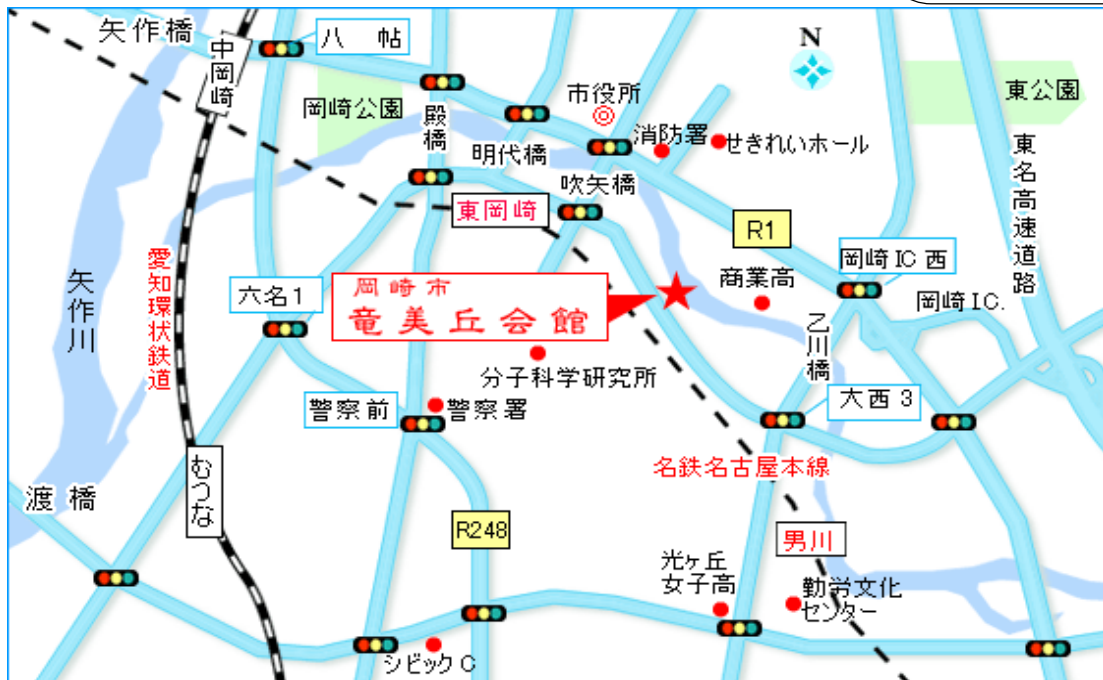 矢作橋
中岡崎
八 帖
岡崎公園
殿橋
明代橋
市役所
消防署
せきれいホール
N
東公園
東名高速道路
吹矢橋
東岡崎
R1
岡崎IC西
岡崎IC.
愛知環状鉄道
矢作川
六名1
岡崎市
竜美丘会館
商業高
乙川橋
分子科学研究所
大西3
警察前
警察署
名鉄名古屋本線
むつな
渡橋
R248
男川
光ヶ丘
女子高
勤労文化
センター
シビックC